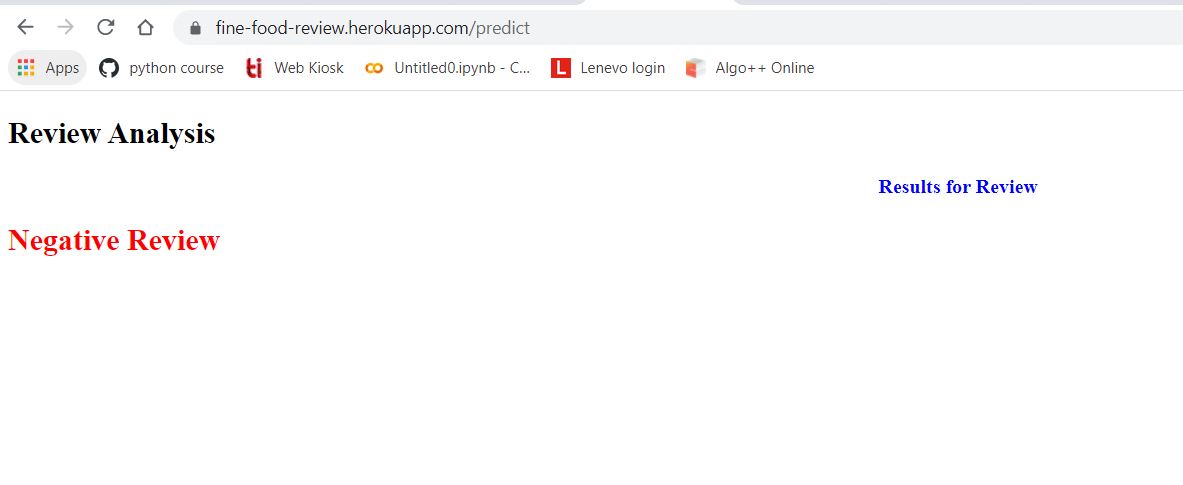 fine-food-review.herokuapp.com/predict
Apps python course ti Web Kiosk Untitled0.ipynb - C... L Lenevo login Algo++ Online
Review Analysis
Results for Review
Negative Review